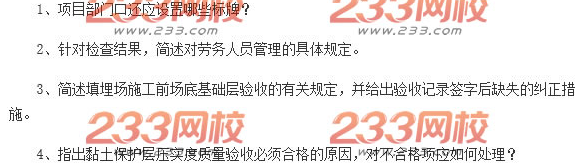 1、项目部门口还应设置哪些标牌?
233网校
www.233.com
2、针对检查结果，简述对劳务人员管理的具体规定。
3、简述填埋场施工前场底基础层验收的有关规定，并给出验收记录签字后缺失的纠正措
施。
233网校
www.233.com
4、指出黏土保护层压实度质量验收必须合格的原因，对不合格项应如何处理?